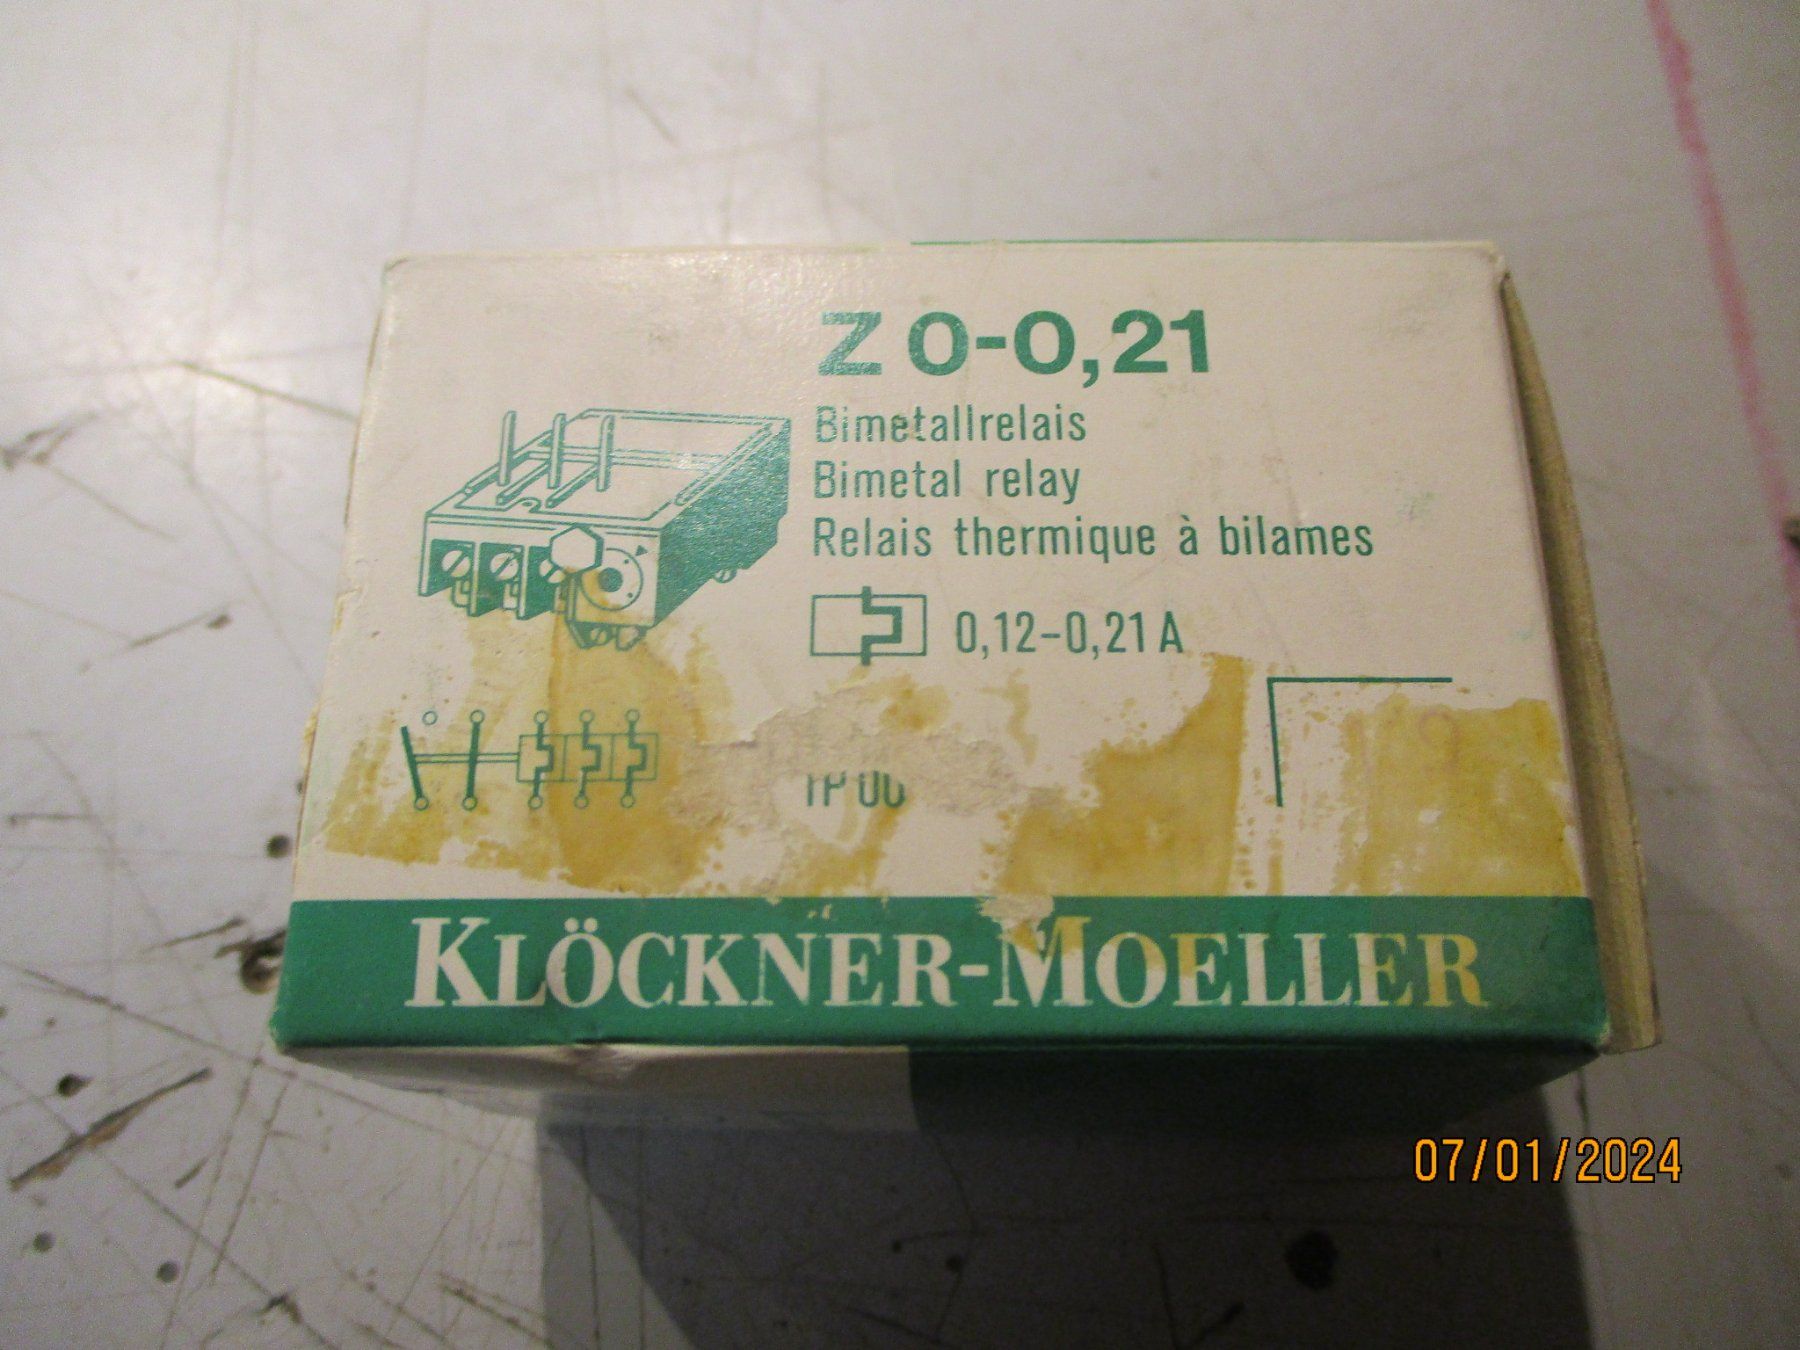 Z 0-0,21
Bimetallrelais
Bimetal relay
Relais thermique à bilames
0,12-0,21 A
IP 00
KLÖCKNER-MOELLER
07/01/2024